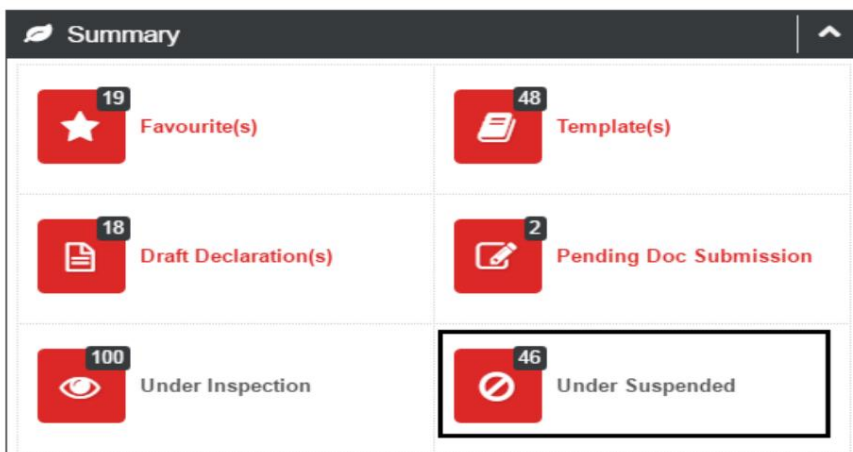 Summary
19
Favourite(s)
48
Template(s)
18
Draft Declaration(s)
2
Pending Doc Submission
100
Under Inspection
46
Under Suspended